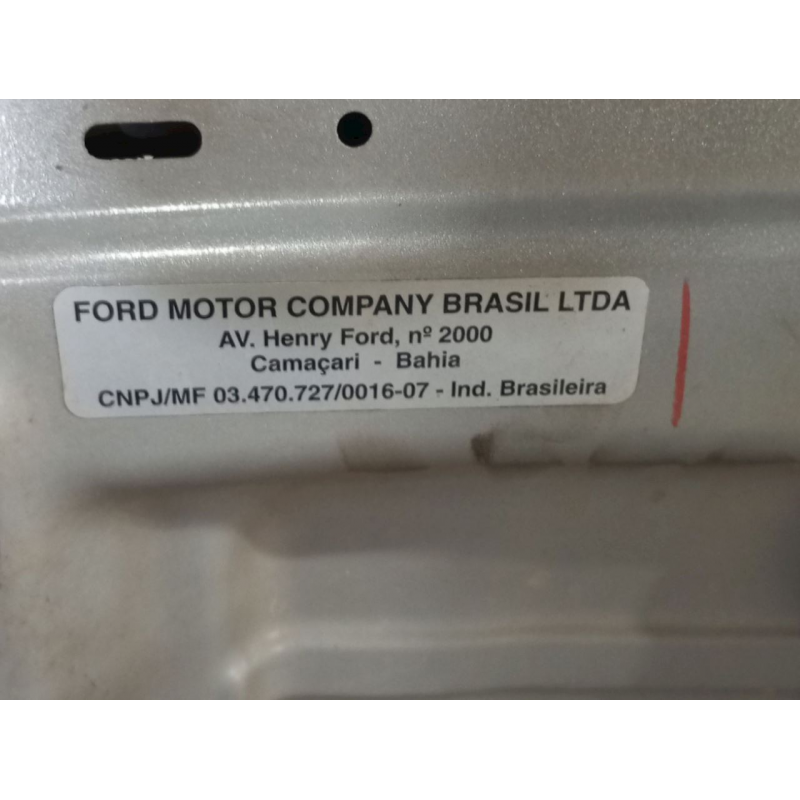 FORD MOTOR COMPANY BRASIL LTDA
AV. Henry Ford, nº 2000
Camaçari - Bahia
CNPJ/MF 03.470.727/0016-07 - Ind. Brasileira